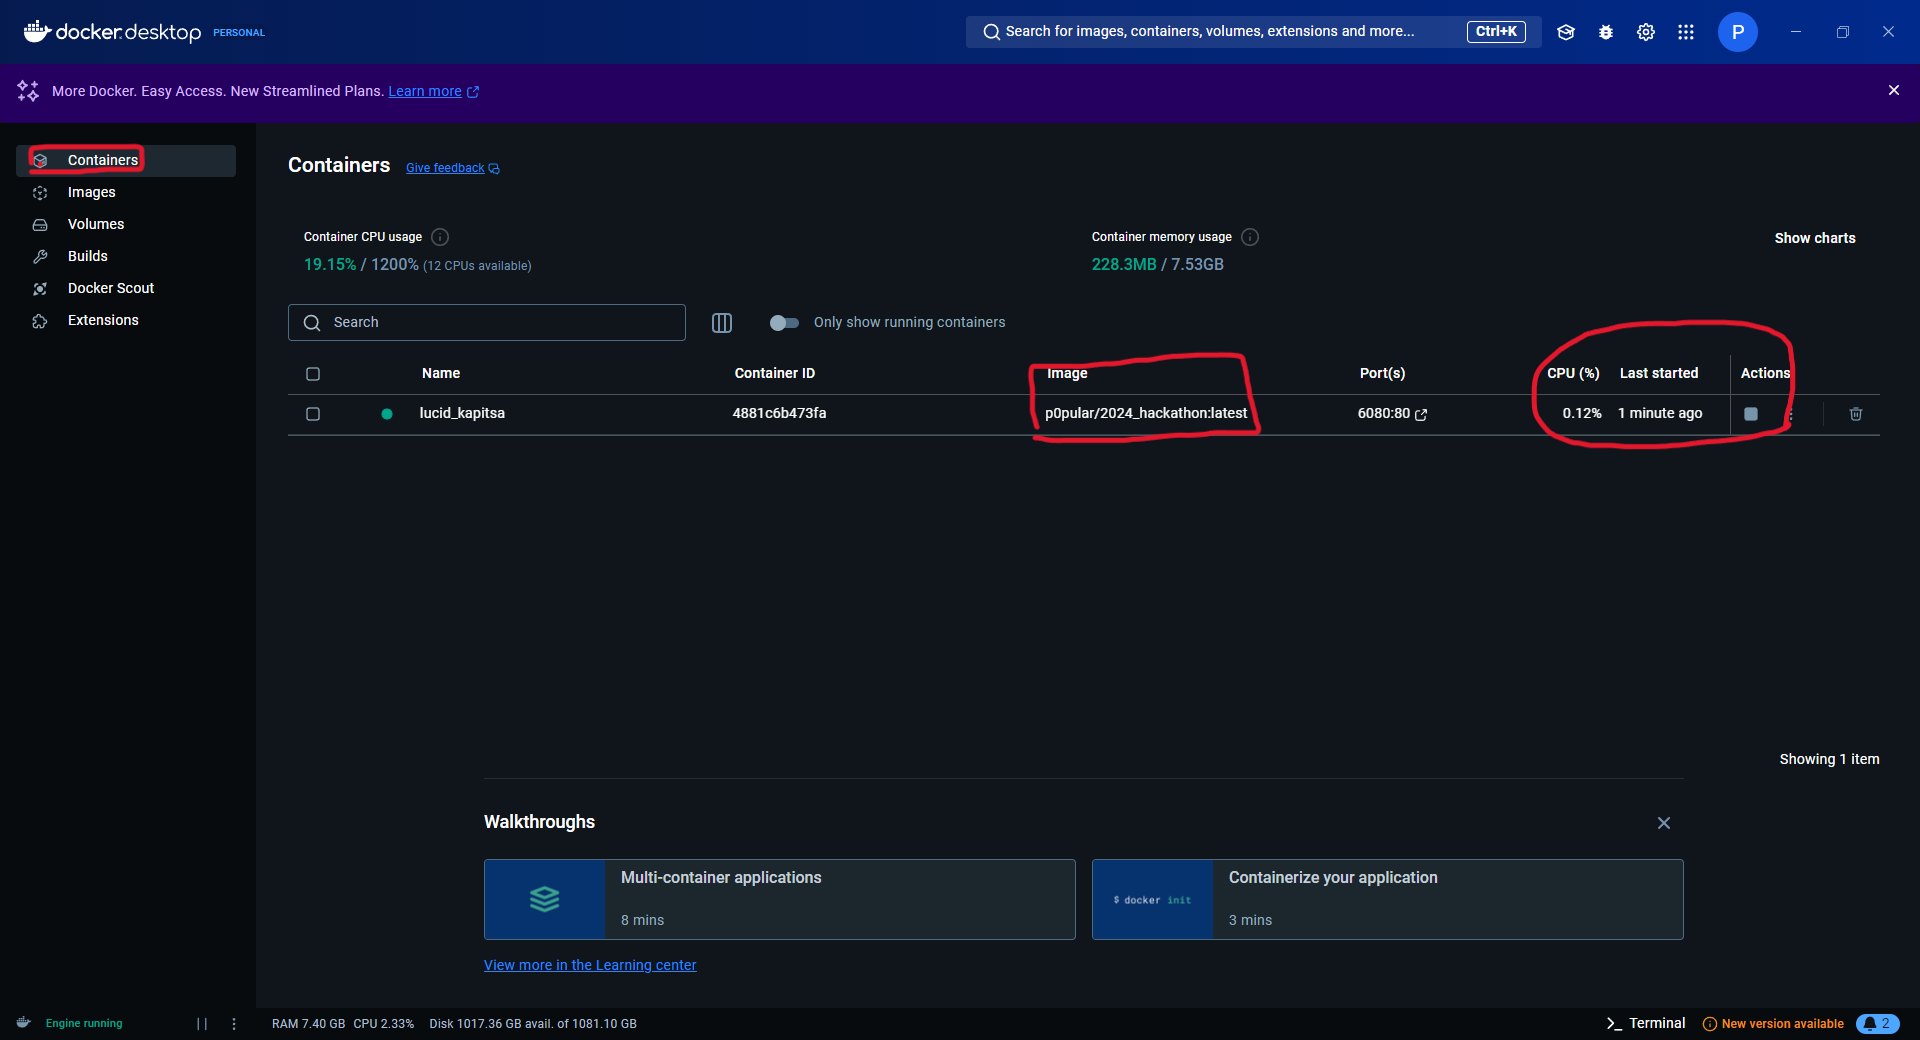 docker.desktop PERSONAL
Search for images, containers, volumes, extensions and more... Ctrl+K
P
More Docker. Easy Access. New Streamlined Plans. Learn more
Containers
Images
Volumes
Builds
Docker Scout
Extensions
Containers Give feedback
Container CPU usage
19.15% / 1200% (12 CPUs available)
Container memory usage
228.3MB / 7.53GB
Show charts
Search
Only show running containers
Name Container ID Image Port(s) CPU (%) Last started Actions
lucid_kapitsa 4881c6b473fa p0pular/2024_hackathon:latest 6080:80 0.12% 1 minute ago
Showing 1 item
Walkthroughs
Multi-container applications
8 mins
$ docker init
Containerize your application
3 mins
View more in the Learning center
Engine running RAM 7.40 GB CPU 2.33% Disk 1017.36 GB avail. of 1081.10 GB Terminal New version available 2